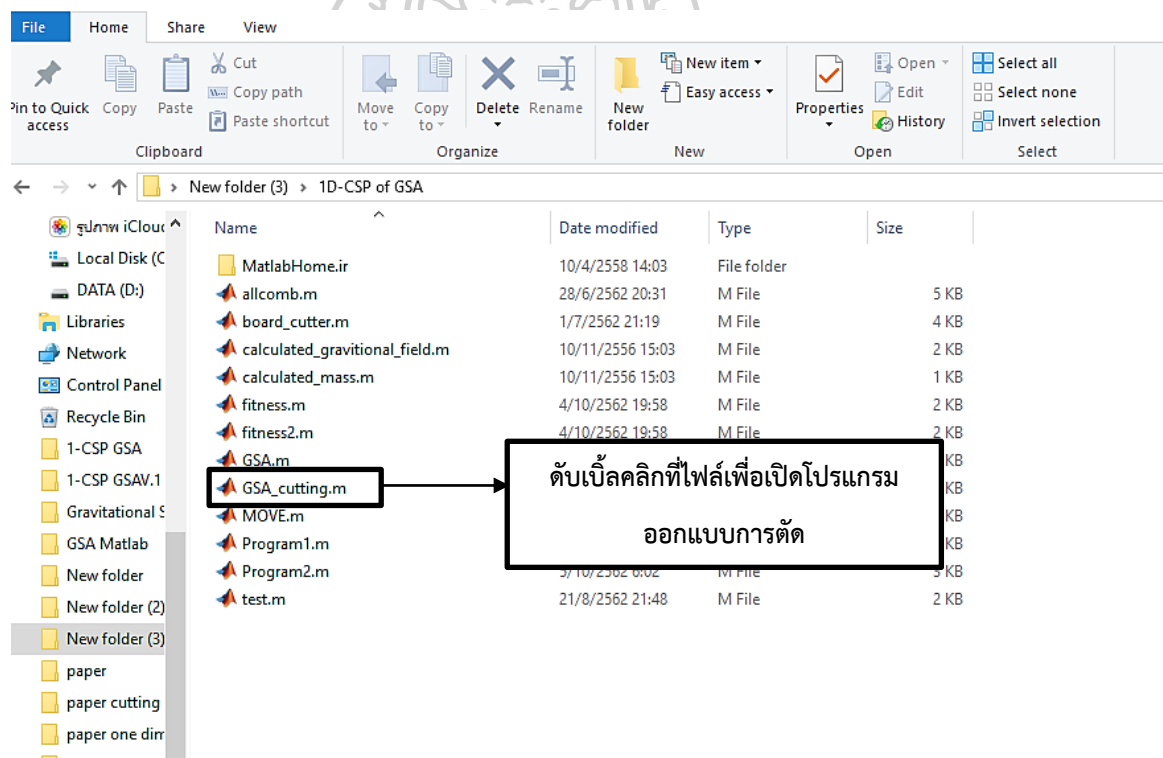 File Home Share View
Pin to Quick access
Copy
Paste
Cut
Copy path
Paste shortcut
Move to
Copy to
Delete
Rename
New folder
New item
Easy access
Properties
Open
Edit
History
Select all
Select none
Invert selection
Clipboard Organize New Open Select
New folder (3) › 1D-CSP of GSA
Name Date modified Type Size
MatlabHome.ir 10/4/2558 14:03 File folder
allcomb.m 28/6/2562 20:31 M File 5 KB
board_cutter.m 1/7/2562 21:19 M File 4 KB
calculated_gravitional_field.m 10/11/2556 15:03 M File 2 KB
calculated_mass.m 10/11/2556 15:03 M File 1 KB
fitness.m 4/10/2562 19:58 M File 2 KB
fitness2.m 4/10/2562 19:58 M File 2 KB
GSA.m KB
GSA_cutting.m KB
MOVE.m KB
Program1.m KB
Program2.m 5/10/2562 6:02 M File KB
test.m 21/8/2562 21:48 M File 2 KB
ดับเบิ้ลคลิกที่ไฟล์เพื่อเปิดโปรแกรม
ออกแบบการตัด
รูปภาพ iCloud
Local Disk (C
DATA (D:)
Libraries
Network
Control Panel
Recycle Bin
1-CSP GSA
1-CSP GSAV.1
Gravitational S
GSA Matlab
New folder
New folder (2)
New folder (3)
paper
paper cutting
paper one dim